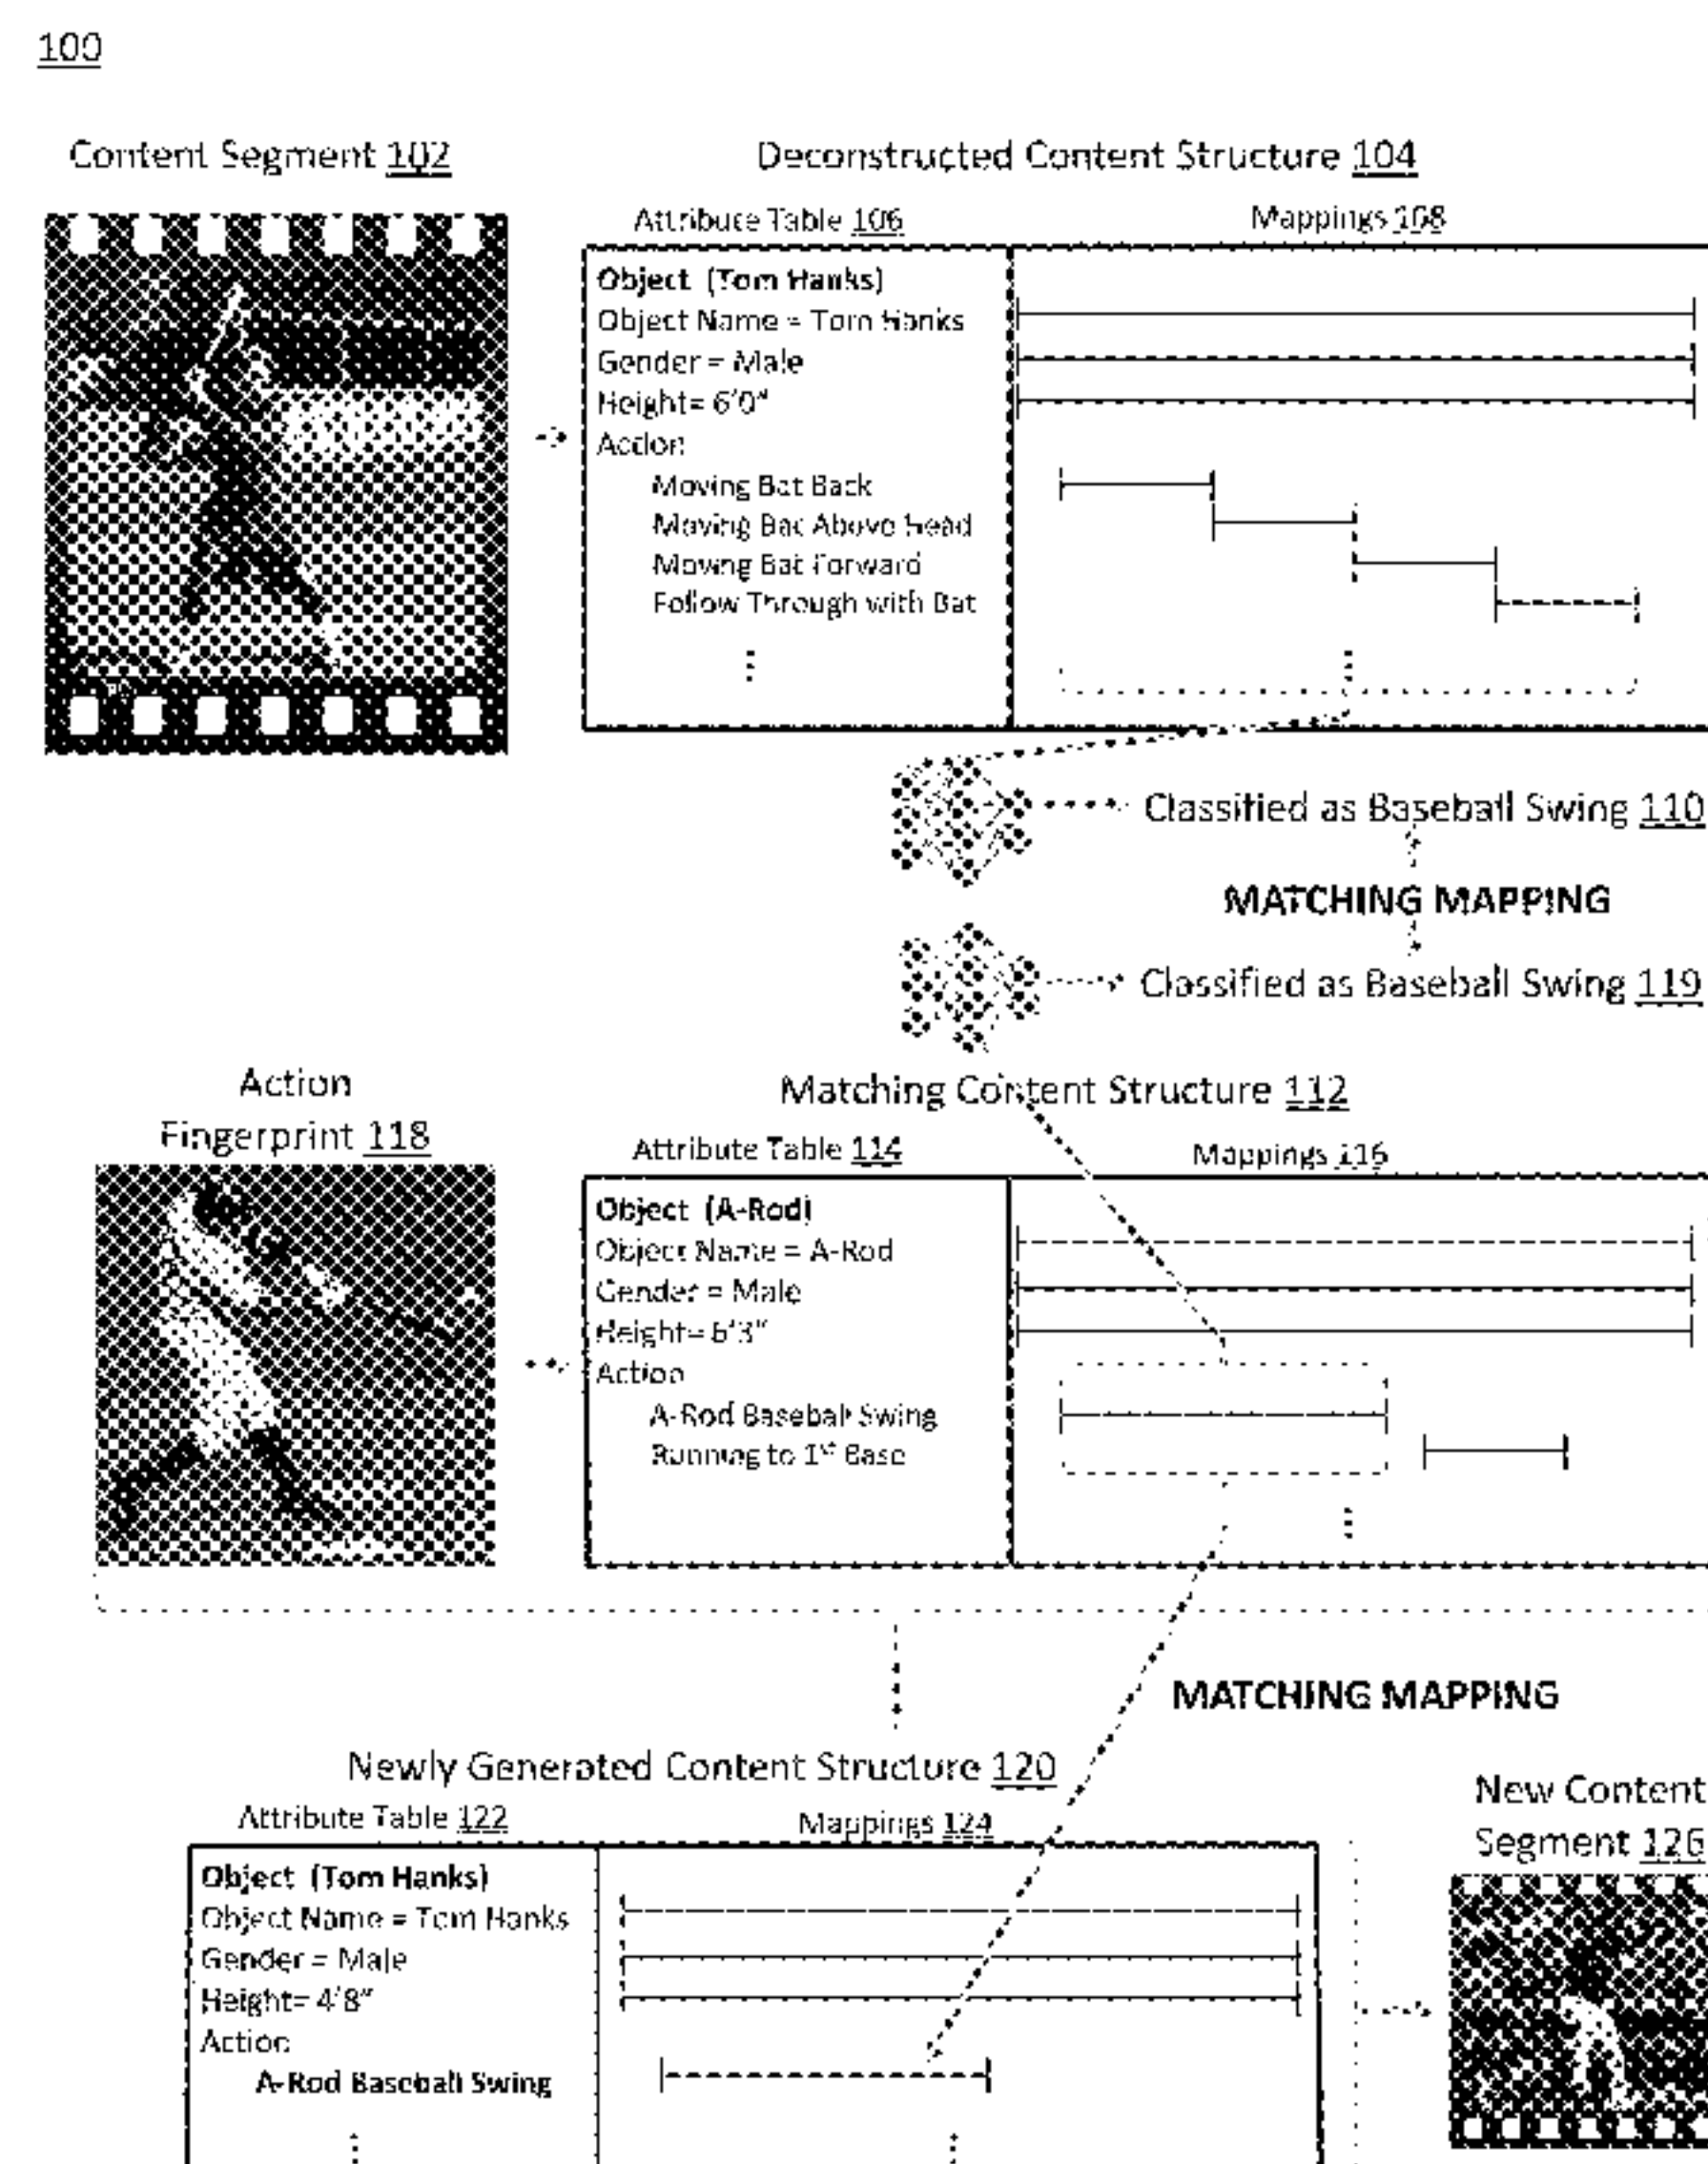 100
Content Segment 102
Deconstructed Content Structure 104
Attribute Table 106
Mappings 108
Object (Tom Hanks)
Object Name = Tom Hanks
Gender = Male
Height= 6'0"
Action
Moving Bat Back
Moving Bat Above Head
Moving Bat Forward
Follow Through with Bat
Classified as Baseball Swing 110
MATCHING MAPPING
Classified as Baseball Swing 119
Action
Fingerprint 118
Matching Content Structure 112
Attribute Table 114
Mappings 116
Object (A-Rod)
Object Name = A-Rod
Gender = Male
Height= 6'3"
Action
A-Rod Baseball Swing
Running to 1st Base
MATCHING MAPPING
Newly Generated Content Structure 120
Attribute Table 122
Mappings 124
Object (Tom Hanks)
Object Name = Tom Hanks
Gender = Male
Height= 4'8"
Action
A-Rod Baseball Swing
New Content
Segment 126